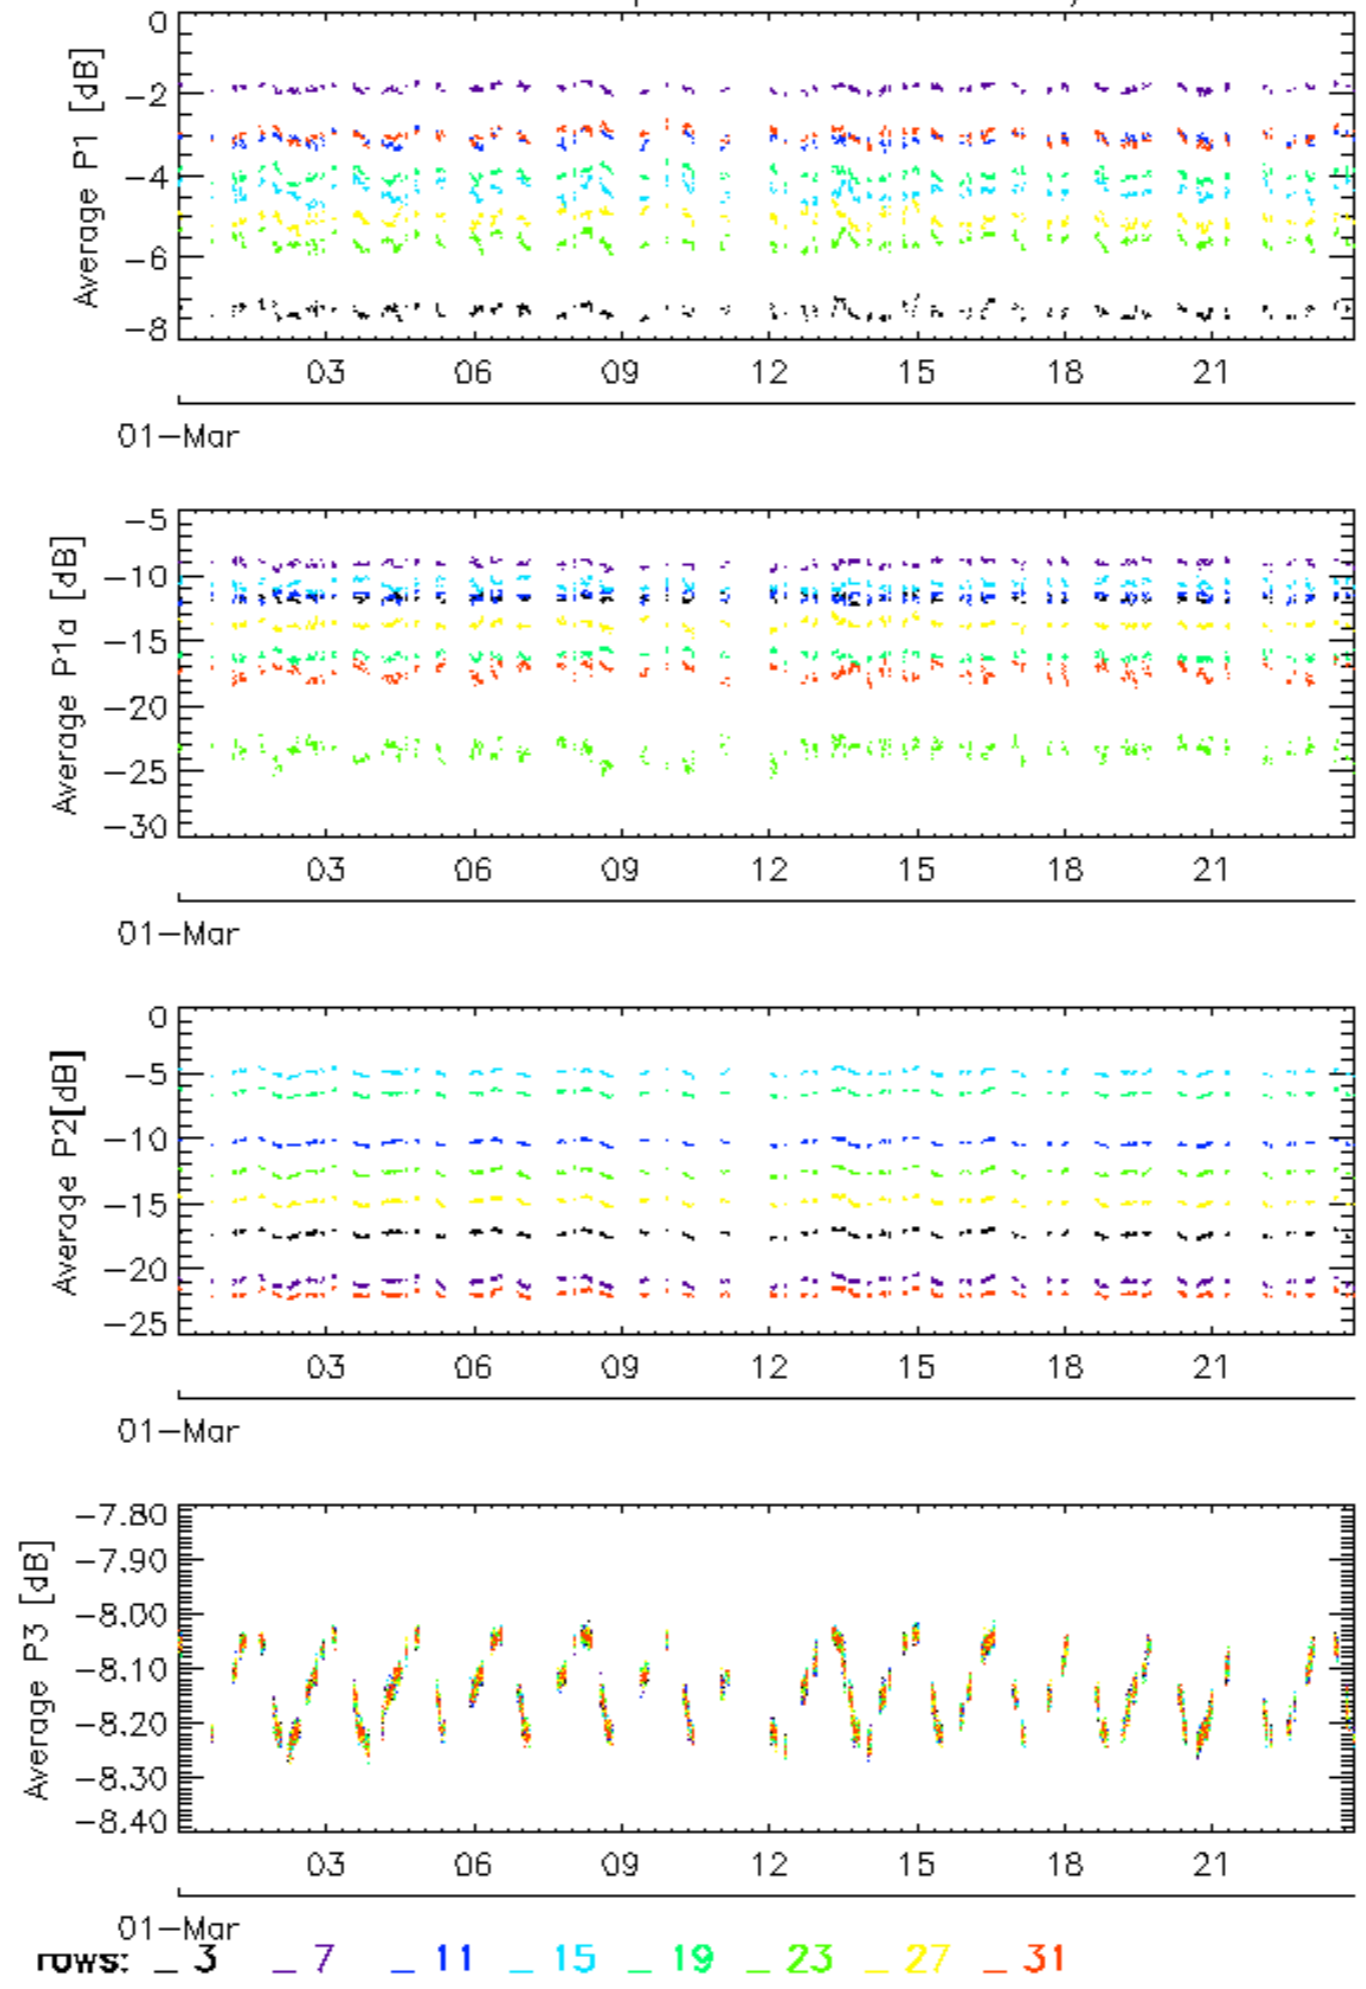 0
-2
-4
-6
-8
Average P1 [dB]
03 06 09 12 15 18 21
01-Mar
-5
-10
-15
-20
-25
-30
Average P1a [dB]
03 06 09 12 15 18 21
01-Mar
0
-5
-10
-15
-20
-25
Average P2[dB]
03 06 09 12 15 18 21
01-Mar
-7.80
-7.90
-8.00
-8.10
-8.20
-8.30
-8.40
Average P3 [dB]
03 06 09 12 15 18 21
01-Mar
rows: _ 3 _ 7 _ 11 _ 15 _ 19 _ 23 _ 27 _ 31